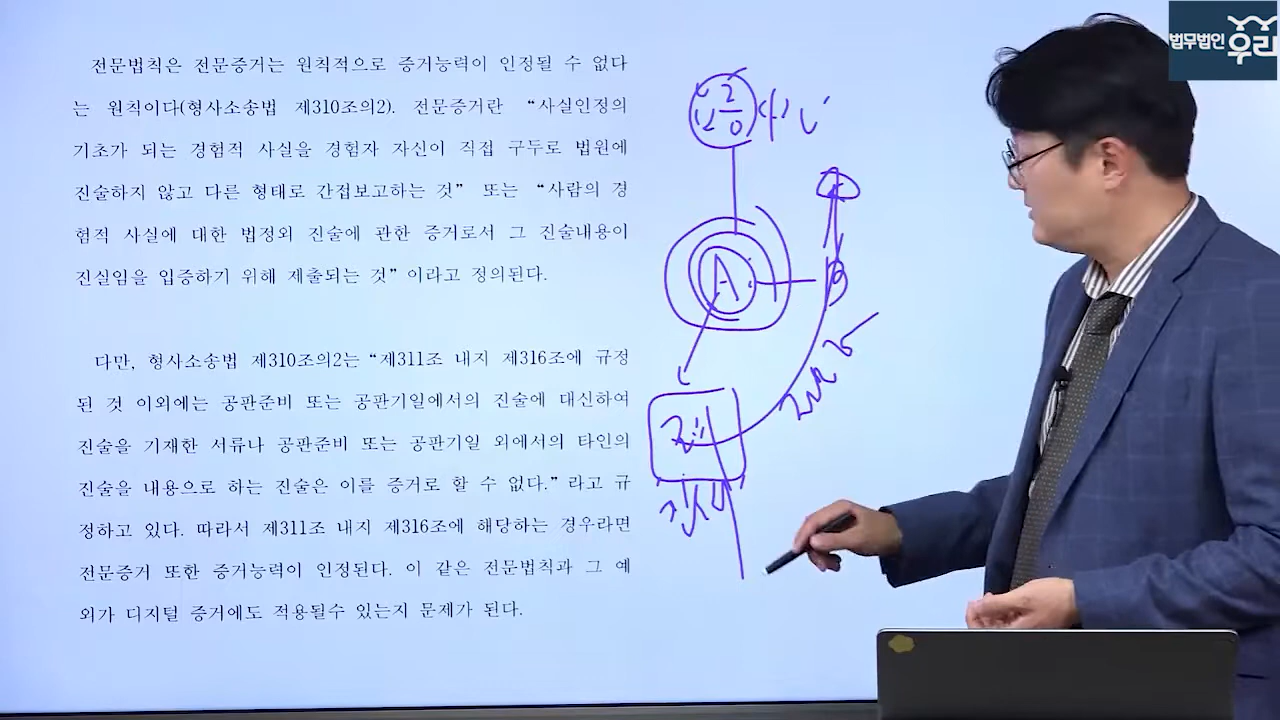 법무법인
우리
전문법칙은 전문증거는 원칙적으로 증거능력이 인정될 수 없다
는 원칙이다(형사소송법 제310조의2). 전문증거란 “사실인정의
기초가 되는 경험적 사실을 경험자 자신이 직접 구두로 법원에
진술하지 않고 다른 형태로 간접보고하는 것” 또는 “사람의 경
험적 사실에 대한 법정외 진술에 관한 증거로서 그 진술내용이
진실임을 입증하기 위해 제출되는 것” 이라고 정의된다.
다만, 형사소송법 제310조의2는 “제311조 내지 제316조에 규정
된 것 이외에는 공판준비 또는 공판기일에서의 진술에 대신하여
진술을 기재한 서류나 공판준비 또는 공판기일 외에서의 타인의
진술을 내용으로 하는 진술은 이를 증거로 할 수 없다.” 라고 규
정하고 있다. 따라서 제311조 내지 제316조에 해당하는 경우라면
전문증거 또한 증거능력이 인정된다. 이 같은 전문법칙과 그 예
외가 디지털 증거에도 적용될수 있는지 문제가 된다.
A
B